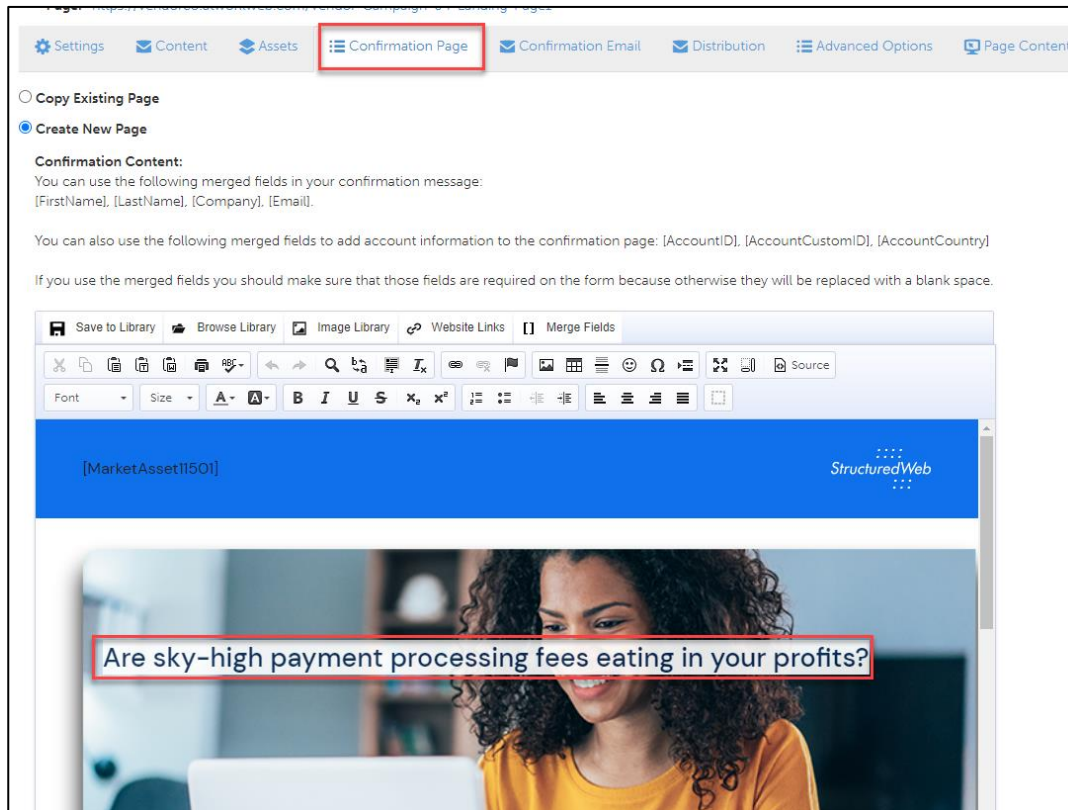 Settings Content Assets Confirmation Page Confirmation Email Distribution Advanced Options Page Content
Copy Existing Page
Create New Page
Confirmation Content:
You can use the following merged fields in your confirmation message:
[FirstName], [LastName], [Company], [Email].
You can also use the following merged fields to add account information to the confirmation page: [AccountID], [AccountCustomID], [AccountCountry]
If you use the merged fields you should make sure that those fields are required on the form because otherwise they will be replaced with a blank space.
Save to Library Browse Library Image Library Website Links Merge Fields
Source
Font Size
[MarketAsset11501] StructuredWeb
Are sky-high payment processing fees eating in your profits?